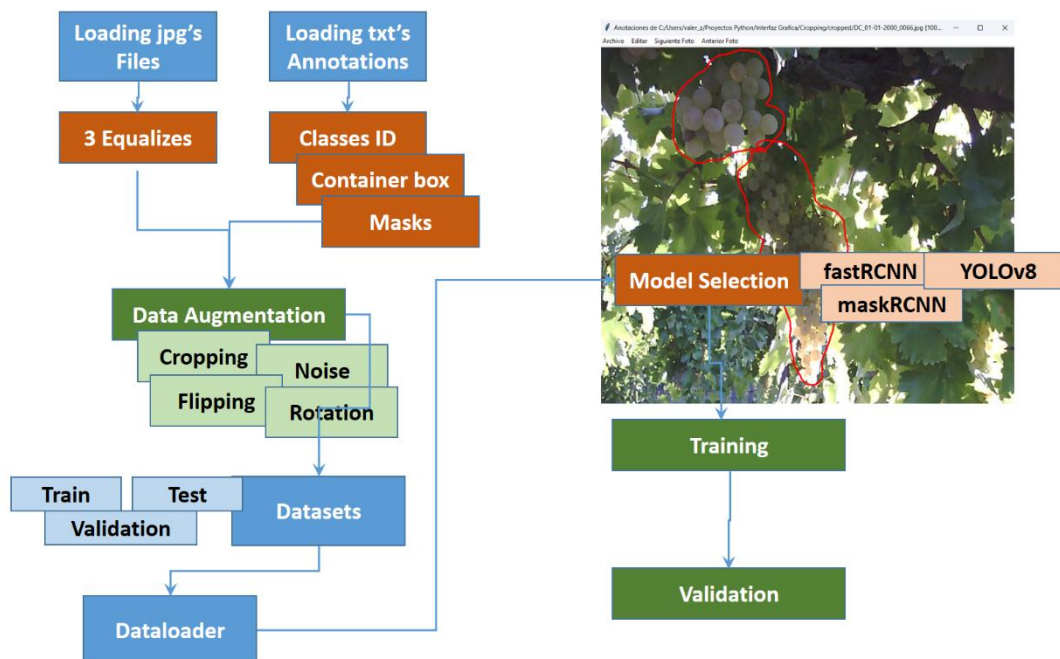 Loading jpg's
Files
Loading txt's
Annotations
3 Equalizes
Classes ID
Container box
Masks
Data Augmentation
Cropping
Noise
Flipping
Rotation
Train
Test
Validation
Datasets
Dataloader
Anotaciones de C:/Users/valer_z/Proyectos Python/Interfaz Grafica/Cropping/cropped/DC_01-01-2000_0066.jpg [100...
Archivo Editar Siguiente Foto Anterior Foto
Model Selection
fastRCNN
YOLOv8
maskRCNN
Training
Validation